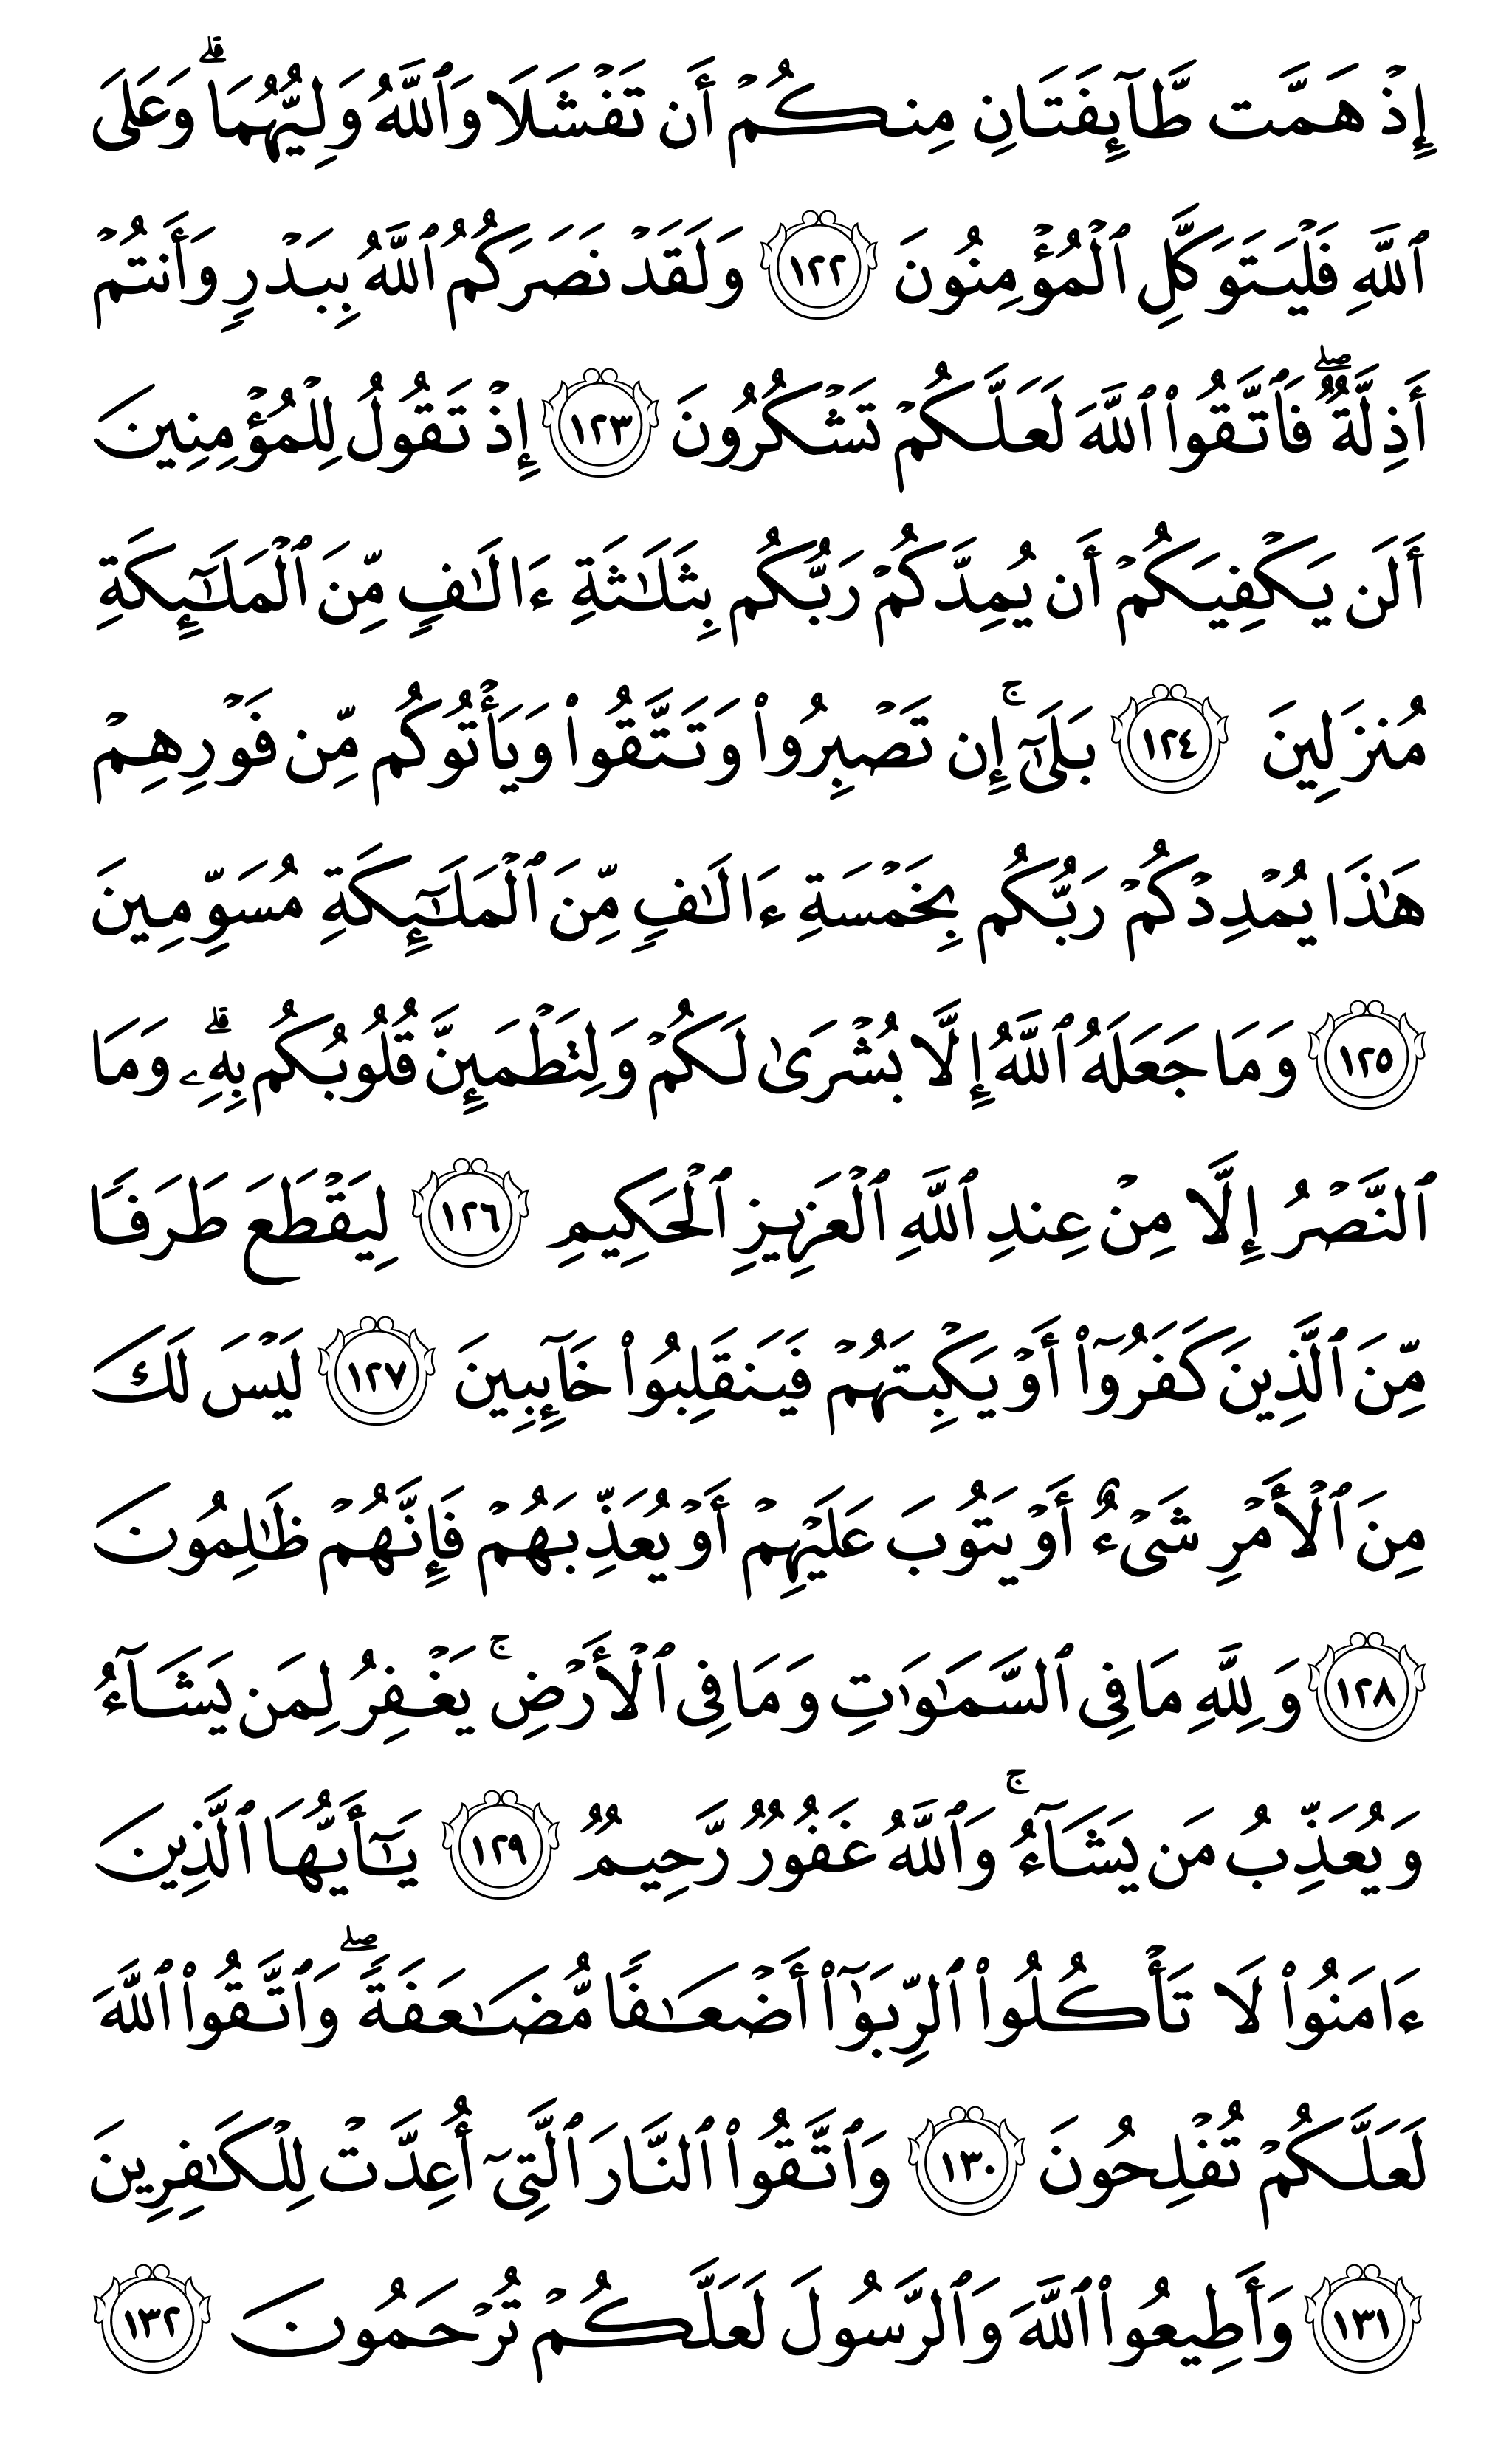 إِذْ هَمَّت طَّآئِفَتَانِ مِنكُمْ أَن تَفْشَلَا وَٱللَّهُ وَلِيُّهُمَا ۗ وَعَلَى
ٱللَّهِ فَلْيَتَوَكَّلِ ٱلْمُؤْمِنُونَ ١٢٢ وَلَقَدْ نَصَرَكُمُ ٱللَّهُ بِبَدْرٍ وَأَنتُمْ
أَذِلَّةٌ ۖ فَٱتَّقُوا۟ ٱللَّهَ لَعَلَّكُمْ تَشْكُرُونَ ١٢٣ إِذْ تَقُولُ لِلْمُؤْمِنِينَ
أَلَن يَكْفِيَكُمْ أَن يُمِدَّكُمْ رَبُّكُم بِثَلَـٰثَةِ ءَالَـٰفٍ مِّنَ ٱلْمَلَـٰٓئِكَةِ
مُنزَلِينَ ١٢٤ بَلَىٰٓ ۚ إِن تَصْبِرُوا۟ وَتَتَّقُوا۟ وَيَأْتُوكُم مِّن فَوْرِهِمْ
هَـٰذَا يُمْدِدْكُمْ رَبُّكُم بِخَمْسَةِ ءَالَـٰفٍ مِّنَ ٱلْمَلَـٰٓئِكَةِ مُسَوِّمِينَ
١٢٥ وَمَا جَعَلَهُ ٱللَّهُ إِلَّا بُشْرَىٰ لَكُمْ وَلِتَطْمَئِنَّ قُلُوبُكُم بِهِۦ ۗ وَمَا
ٱلنَّصْرُ إِلَّا مِنْ عِندِ ٱللَّهِ ٱلْعَزِيزِ ٱلْحَكِيمِ ١٢٦ لِيَقْطَعَ طَرَفًا
مِّنَ ٱلَّذِينَ كَفَرُوٓا۟ أَوْ يَكْبِتَهُمْ فَيَنقَلِبُوا۟ خَآئِبِينَ ١٢٧ لَيْسَ لَكَ
مِنَ ٱلْأَمْرِ شَىْءٌ أَوْ يَتُوبَ عَلَيْهِمْ أَوْ يُعَذِّبَهُمْ فَإِنَّهُمْ ظَـٰلِمُونَ
١٢٨ وَلِلَّهِ مَا فِى ٱلسَّمَـٰوَٰتِ وَمَا فِى ٱلْأَرْضِ ۚ يَغْفِرُ لِمَن يَشَآءُ
وَيُعَذِّبُ مَن يَشَآءُ ۚ وَٱللَّهُ غَفُورٌ رَّحِيمٌ ١٢٩ يَـٰٓأَيُّهَا ٱلَّذِينَ
ءَامَنُوا۟ لَا تَأْكُلُوا۟ ٱلرِّبَوٰٓا۟ أَضْعَـٰفًا مُّضَـٰعَفَةً ۖ وَٱتَّقُوا۟ ٱللَّهَ
لَعَلَّكُمْ تُفْلِحُونَ ١٣٠ وَٱتَّقُوا۟ ٱلنَّارَ ٱلَّتِىٓ أُعِدَّتْ لِلْكَـٰفِرِينَ
١٣١ وَأَطِيعُوا۟ ٱللَّهَ وَٱلرَّسُولَ لَعَلَّكُمْ تُرْحَمُونَ ١٣٢